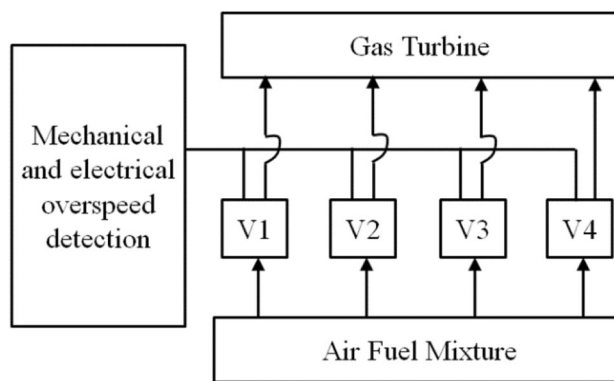 Gas Turbine
Mechanical
and electrical
overspeed
detection
V1
V2
V3
V4
Air Fuel Mixture